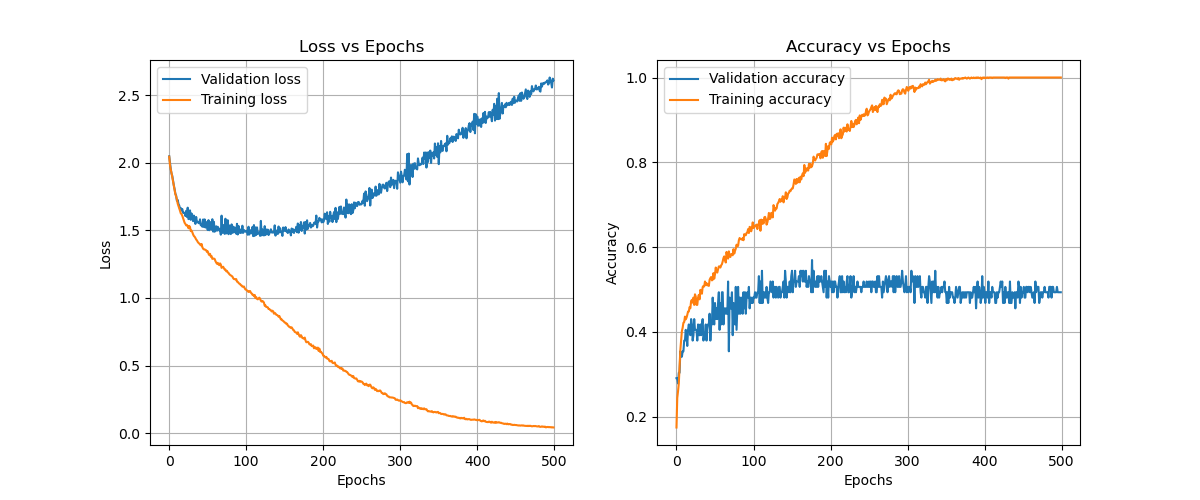 Loss vs Epochs
Validation loss
Training loss
2.5
2.0
1.5
1.0
0.5
0.0
Loss
0 100 200 300 400 500
Epochs
Accuracy vs Epochs
Validation accuracy
Training accuracy
1.0
0.8
0.6
0.4
0.2
Accuracy
0 100 200 300 400 500
Epochs